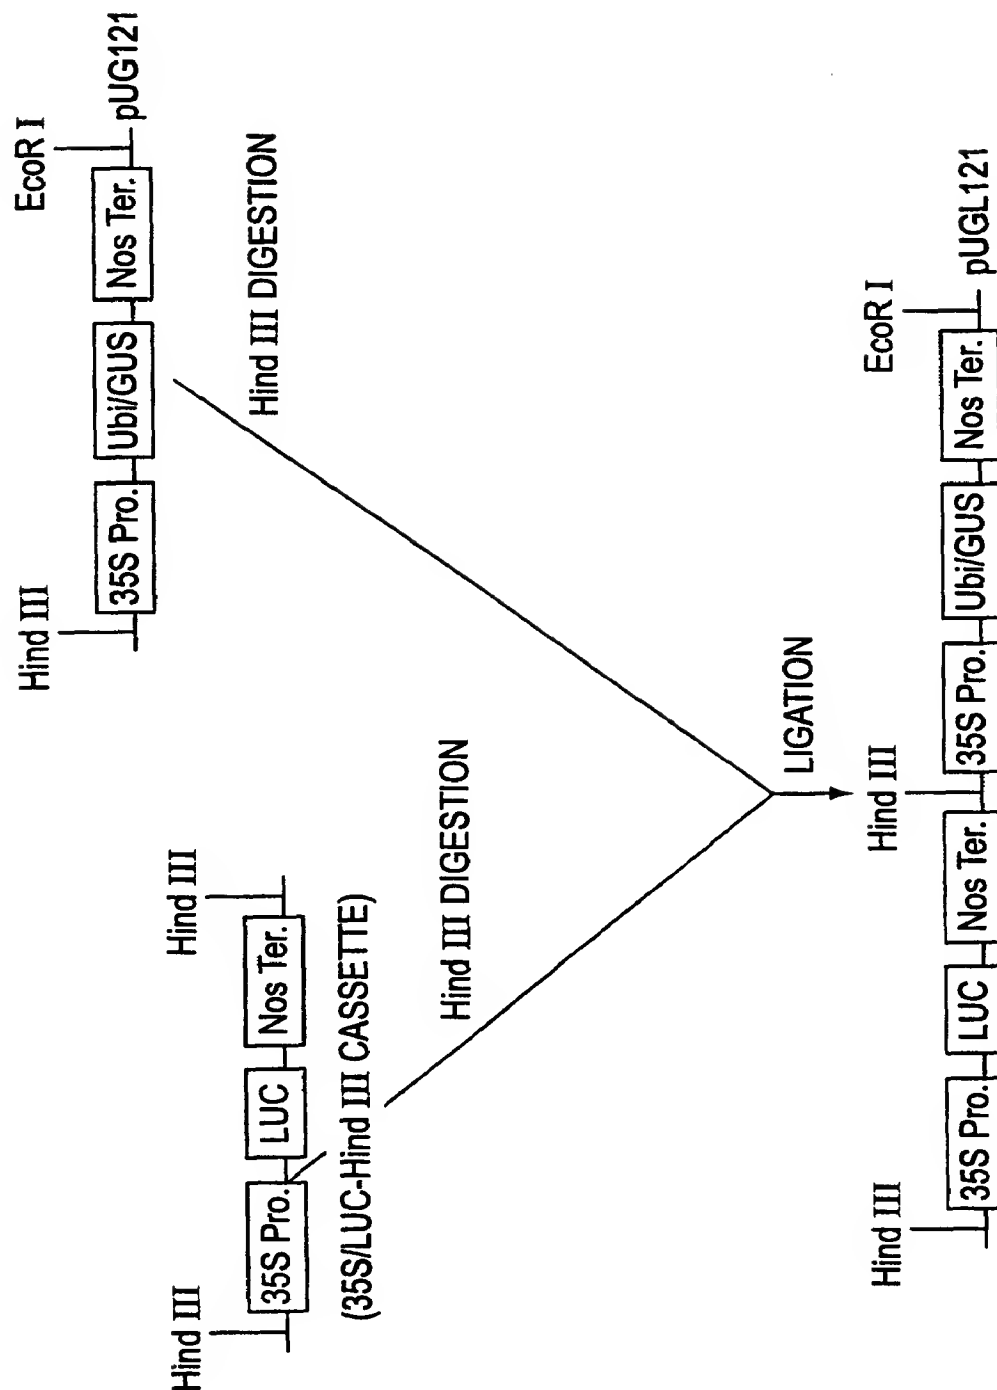 Hind III
Hind III
35S Pro.
LUC
Nos Ter.
(35S/LUC-Hind III CASSETTE)
Hind III DIGESTION
Hind III
EcoR I
35S Pro.
Ubi/GUS
Nos Ter.
pUG121
Hind III DIGESTION
LIGATION
Hind III
Hind III
EcoR I
35S Pro.
LUC
Nos Ter.
35S Pro.
Ubi/GUS
Nos Ter.
pUGL121